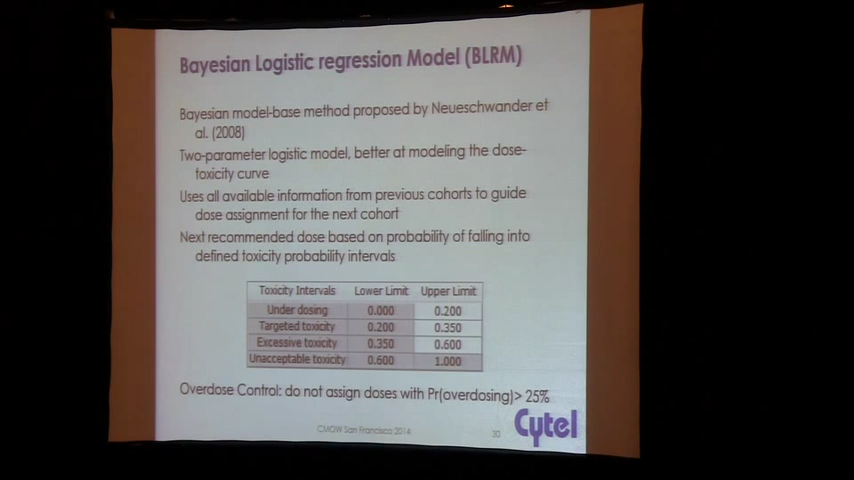 Bayesian Logistic regression Model (BLRM)
Bayesian model-base method proposed by Neueschwander et
al. (2008)
Two-parameter logistic model, better at modeling the dose-
toxicity curve
Uses all available information from previous cohorts to guide
dose assignment for the next cohort
Next recommended dose based on probability of falling into
defined toxicity probability intervals
Toxicity Intervals Lower Limit Upper Limit
Under dosing 0.000 0.200
Targeted toxicity 0.200 0.350
Excessive toxicity 0.350 0.600
Unacceptable toxicity 0.600 1.000
Overdose Control: do not assign doses with Pr(overdosing)> 25%
CMOW San Francisco 2014
30
Cytel